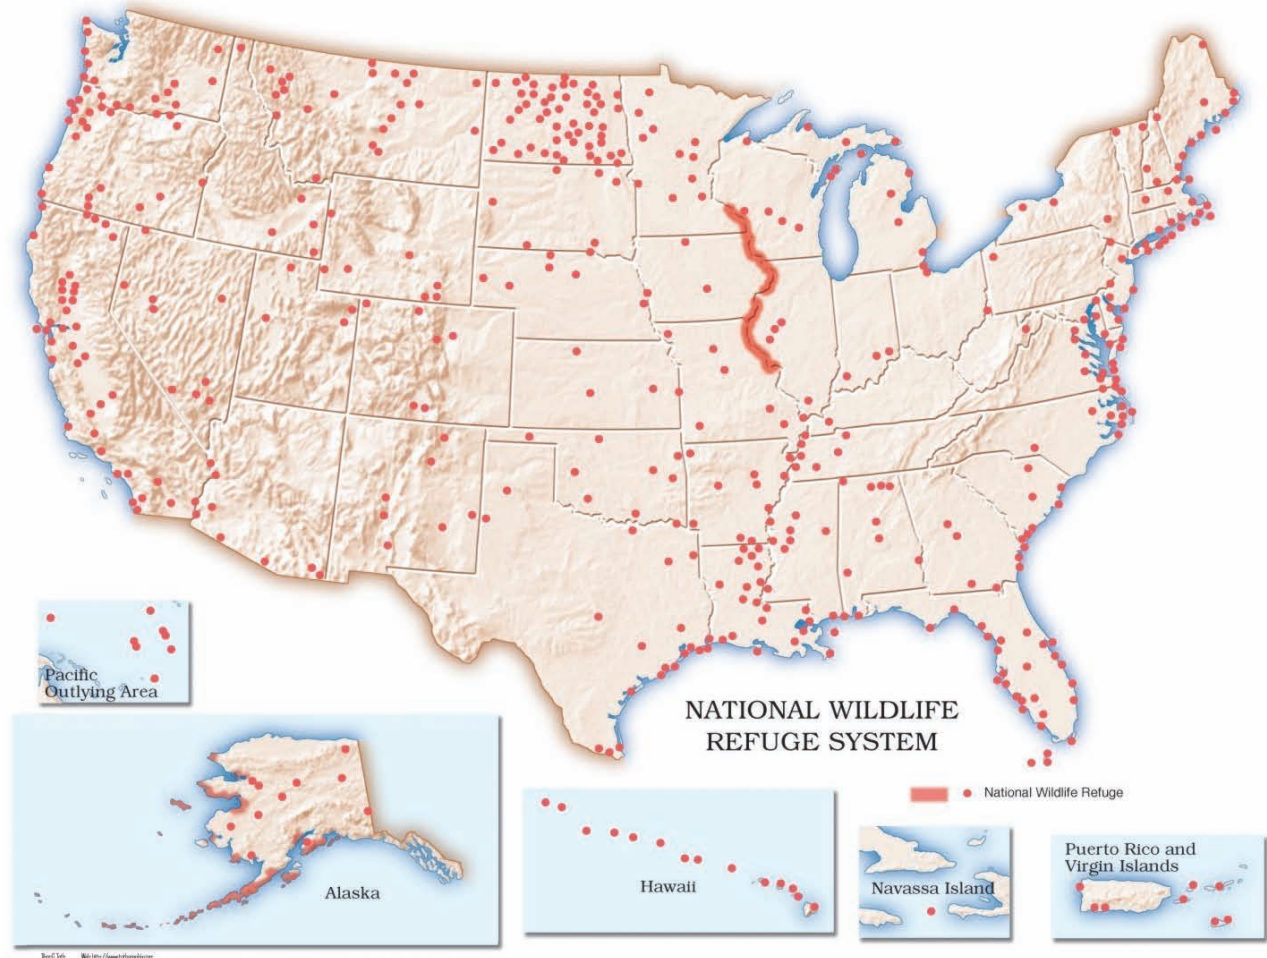 Pacific
Outlying Area
NATIONAL WILDLIFE
REFUGE SYSTEM
National Wildlife Refuge
Alaska
Hawaii
Navassa Island
Puerto Rico and
Virgin Islands